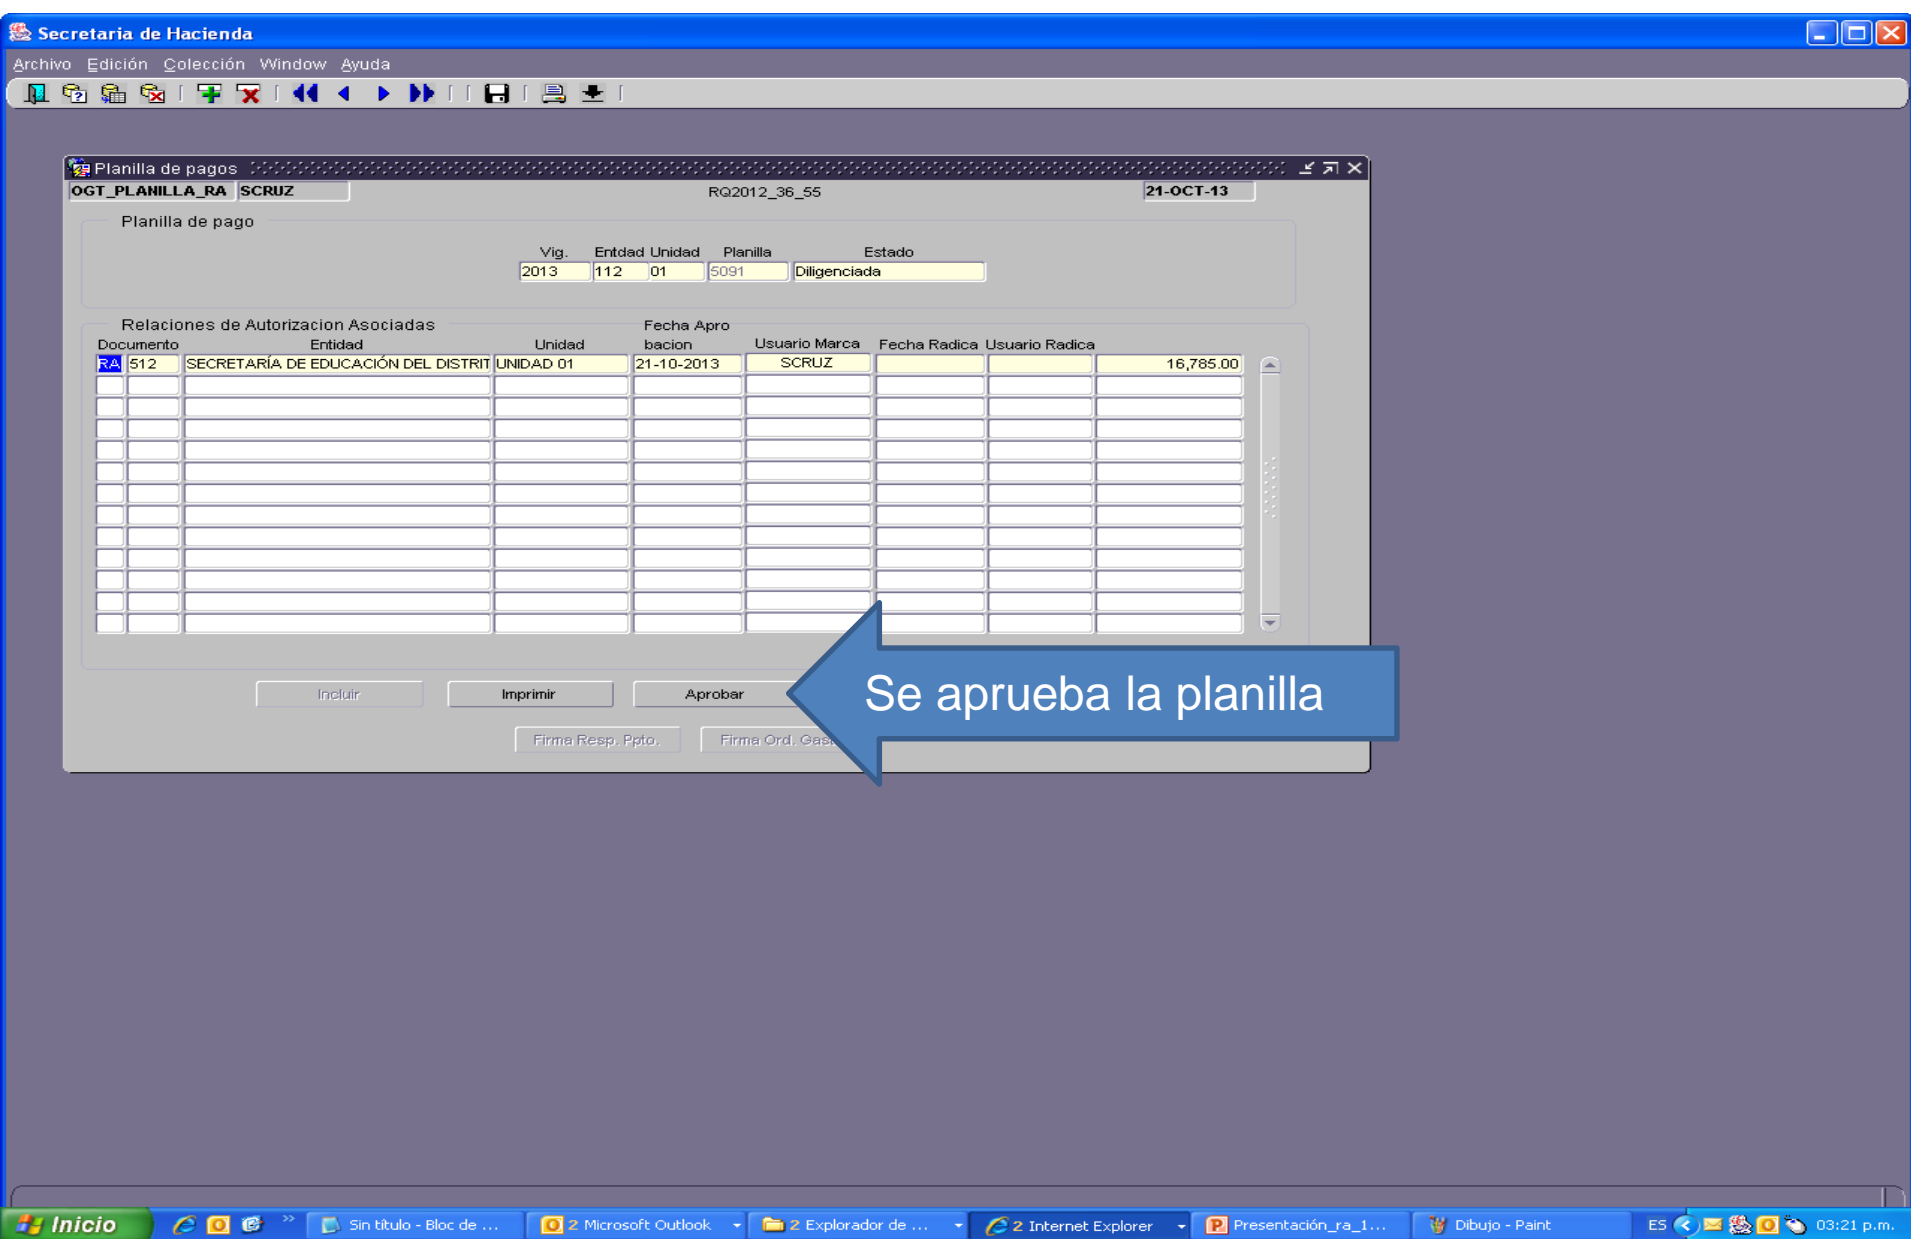 Secretaria de Hacienda
Archivo Edición Colección Window Ayuda
Planilla de pagos
OGT_PLANILLA_RA SCRUZ RQ2012_36_55 21-OCT-13
Planilla de pago
Vig. Entdad Unidad Planilla Estado
2013 112 01 5091 Diligenciada
Relaciones de Autorizacion Asociadas Fecha Apro
Documento Entidad Unidad bacion Usuario Marca Fecha Radica Usuario Radica
RA 512 SECRETARÍA DE EDUCACIÓN DEL DISTRIT UNIDAD 01 21-10-2013 SCRUZ 16,785.00
Incluir Imprimir Aprobar Se aprueba la planilla
Firma Resp. Ppto. Firma Ord. Gas
Inicio Sin título - Bloc de ... 2 Microsoft Outlook 2 Explorador de ... 2 Internet Explorer Presentación_ra_1... Dibujo - Paint ES 03:21 p.m.